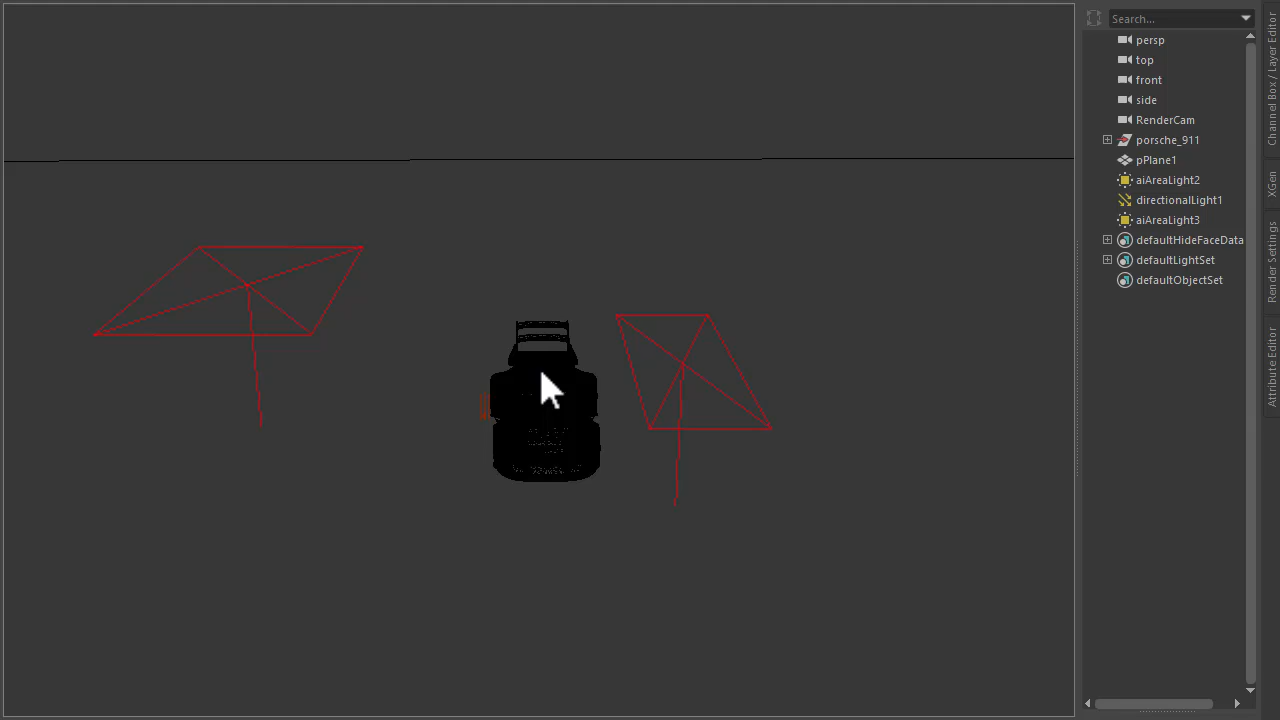 Search...
persp
top
front
side
RenderCam
porsche_911
pPlane1
aiAreaLight2
directionalLight1
aiAreaLight3
defaultHideFaceData
defaultLightSet
defaultObjectSet
Channel Box / Layer Editor
XGen
Render Settings
Attribute Editor